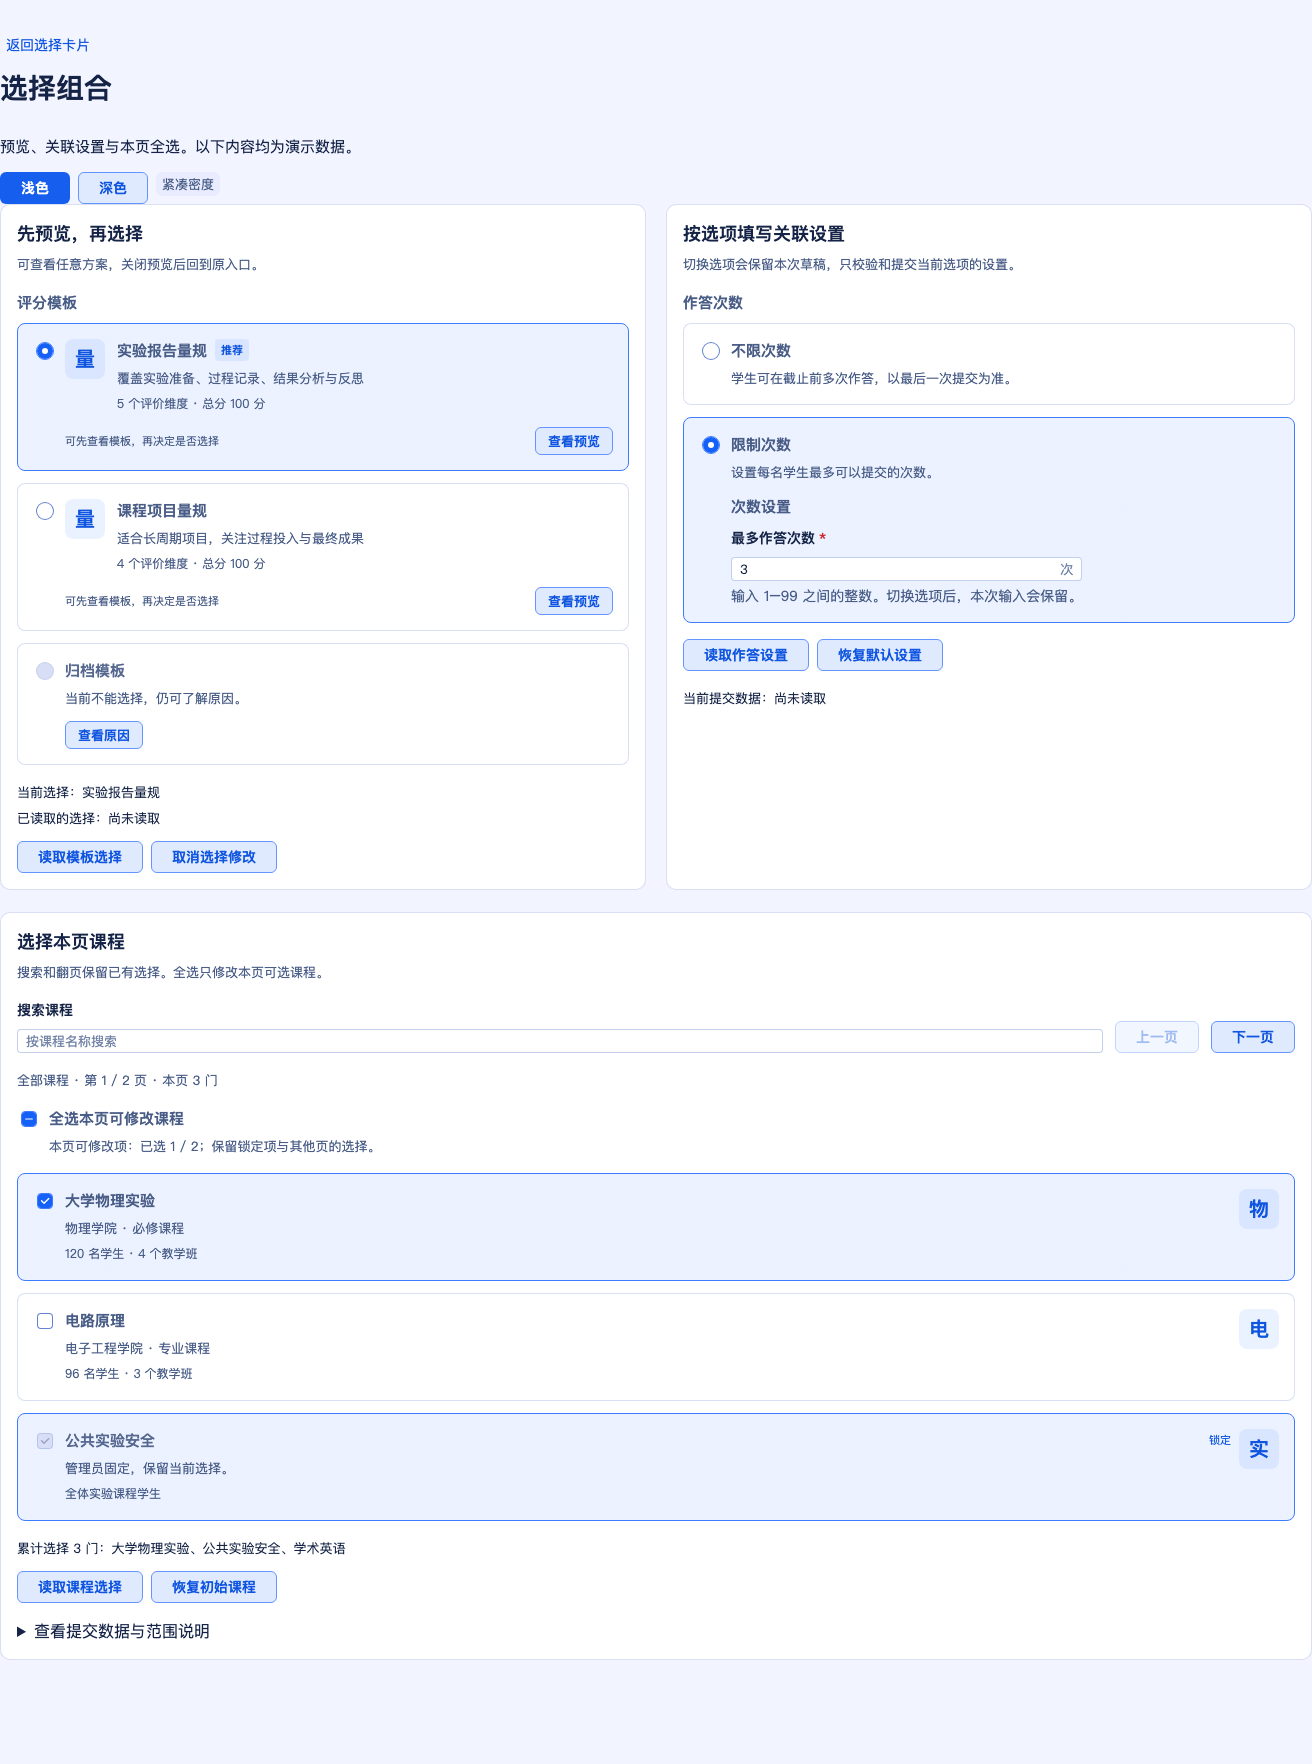 返回选择卡片
选择组合
预览、关联设置与本页全选。以下内容均为演示数据。
浅色
深色
紧凑密度
先预览，再选择
可查看任意方案，关闭预览后回到原入口。
评分模板
量
实验报告量规
推荐
覆盖实验准备、过程记录、结果分析与反思
5 个评价维度 · 总分 100 分
可先查看模板，再决定是否选择
查看预览
量
课程项目量规
适合长周期项目，关注过程投入与最终成果
4 个评价维度 · 总分 100 分
可先查看模板，再决定是否选择
查看预览
归档模板
当前不能选择，仍可了解原因。
查看原因
当前选择：实验报告量规
已读取的选择：尚未读取
读取模板选择
取消选择修改
按选项填写关联设置
切换选项会保留本次草稿，只校验和提交当前选项的设置。
作答次数
不限次数
学生可在截止前多次作答，以最后一次提交为准。
限制次数
设置每名学生最多可以提交的次数。
次数设置
最多作答次数 *
3
次
输入 1–99 之间的整数。切换选项后，本次输入会保留。
读取作答设置
恢复默认设置
当前提交数据：尚未读取
选择本页课程
搜索和翻页保留已有选择。全选只修改本页可选课程。
搜索课程
按课程名称搜索
上一页
下一页
全部课程 · 第 1 / 2 页 · 本页 3 门
全选本页可修改课程
本页可修改项：已选 1 / 2；保留锁定项与其他页的选择。
大学物理实验
物
物理学院 · 必修课程
120 名学生 · 4 个教学班
电路原理
电
电子工程学院 · 专业课程
96 名学生 · 3 个教学班
公共实验安全
锁定
实
管理员固定，保留当前选择。
全体实验课程学生
累计选择 3 门：大学物理实验、公共实验安全、学术英语
读取课程选择
恢复初始课程
查看提交数据与范围说明